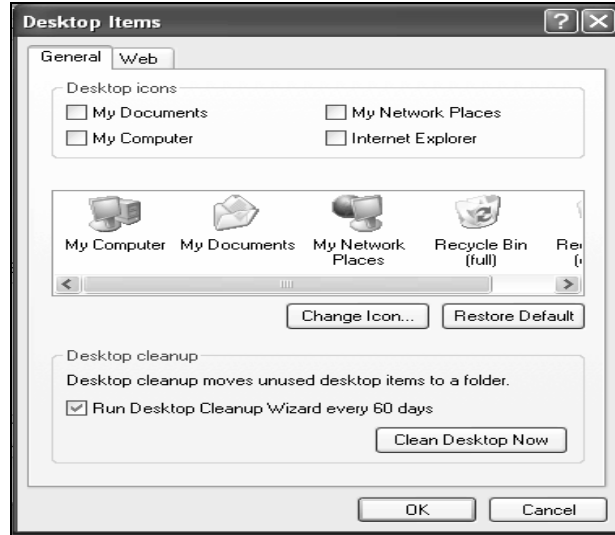 Desktop Items
General Web
Desktop icons
My Documents My Network Places
My Computer Internet Explorer
My Computer My Documents My Network Recycle Bin
Places (full)
Change Icon... Restore Default
Desktop cleanup
Desktop cleanup moves unused desktop items to a folder.
Run Desktop Cleanup Wizard every 60 days
Clean Desktop Now
OK Cancel